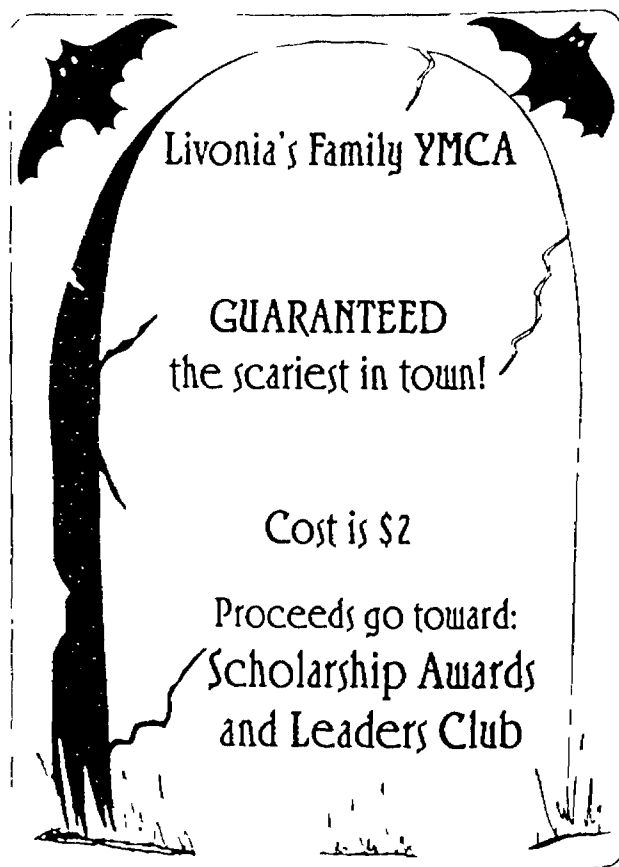 Livonia's Family YMCA
GUARANTEED
the scariest in town!
Cost is $2
Proceeds go toward:
Scholarship Awards
and Leaders Club